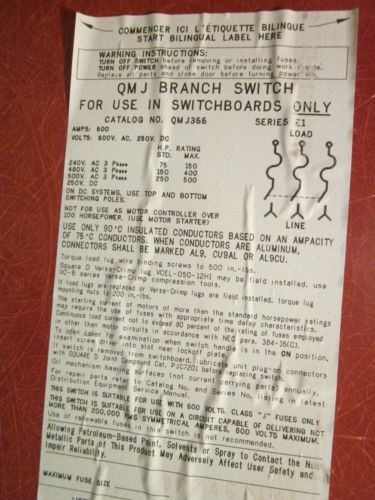 COMMENCER ICI L'ÉTIQUETTE BILINGUE
START BILINGUAL LABEL HERE
WARNING INSTRUCTIONS:
TURN OFF SWITCH before removing or installing fuses.
TURN OFF POWER ahead of switch before doing work inside.
Replace all parts and close door before turning power on.
QMJ BRANCH SWITCH
FOR USE IN SWITCHBOARDS ONLY
CATALOG NO. QMJ366 SERIES E1
AMPS: 600
VOLTS: 600V. AC, 250V. DC
LOAD
H.P. RATING
STD. MAX.
240V. AC 3 Phase 75 150
480V. AC 3 Phase 150 400
600V. AC 3 Phase 250 500
250V. DC
ON DC SYSTEMS, USE TOP AND BOTTOM
SWITCHING POLES.
LINE
NOT FOR USE AS MOTOR CONTROLLER OVER
100 HORSEPOWER. (USE MOTOR STARTER)
USE ONLY 90°C INSULATED CONDUCTORS BASED ON AN AMPACITY
OF 75°C CONDUCTORS. WHEN CONDUCTORS ARE ALUMINUM,
CONNECTORS SHALL BE MARKED AL9, CU9AL OR AL9CU.
Torque load lug wire binding screws to 500 in.-lbs.
Square D Versa-Crimp lug VCEL-050-12H1 may be field installed. use
VC-6 series Versa-Crimp compression tools.
If load lugs are replaced or Versa-Crimp lugs are field installed, torque lug
mounting nuts to 200 in.-lbs.
The starting current of motors of more than the standard horsepower ratings
may require the use of fuses with appropriate time delay characteristics.
Continuous load current not to exceed 80 percent of the rating of fuses employed
in other than motor circuits in accordance with NEC para. 384-16(C).
To open door for examination when switch handle is in the ON position,
insert screw driver into slot near lockoff plate.
If switch is removed from switchboard, lubricate unit plug-on connectors
with SQUARE D Joint Compound Cat. PJC7201 before replacing switch.
Oil mechanism bearing surfaces (not current carrying parts) annually.
For repair parts refer to Catalog No. and Series No. listing in latest
Distribution Equipment Service Manual.
THIS SWITCH IS SUITABLE FOR USE WITH 600 VOLTS. CLASS "J" FUSES ONLY
THIS SWITCH IS SUITABLE FOR USE ON A CIRCUIT CAPABLE OF DELIVERING NOT
MORE THAN 200,000 RMS SYMMETRICAL AMPERES, 600 VOLTS MAXIMUM.
Use of renewable fuses in this switch is not recommended.
Allowing Petroleum-Based Paint, Solvents or Spray to Contact the
Metallic Parts of This Product May Adversely Affect User Safety and
Impair Reliability.
MAXIMUM FUSE SIZE